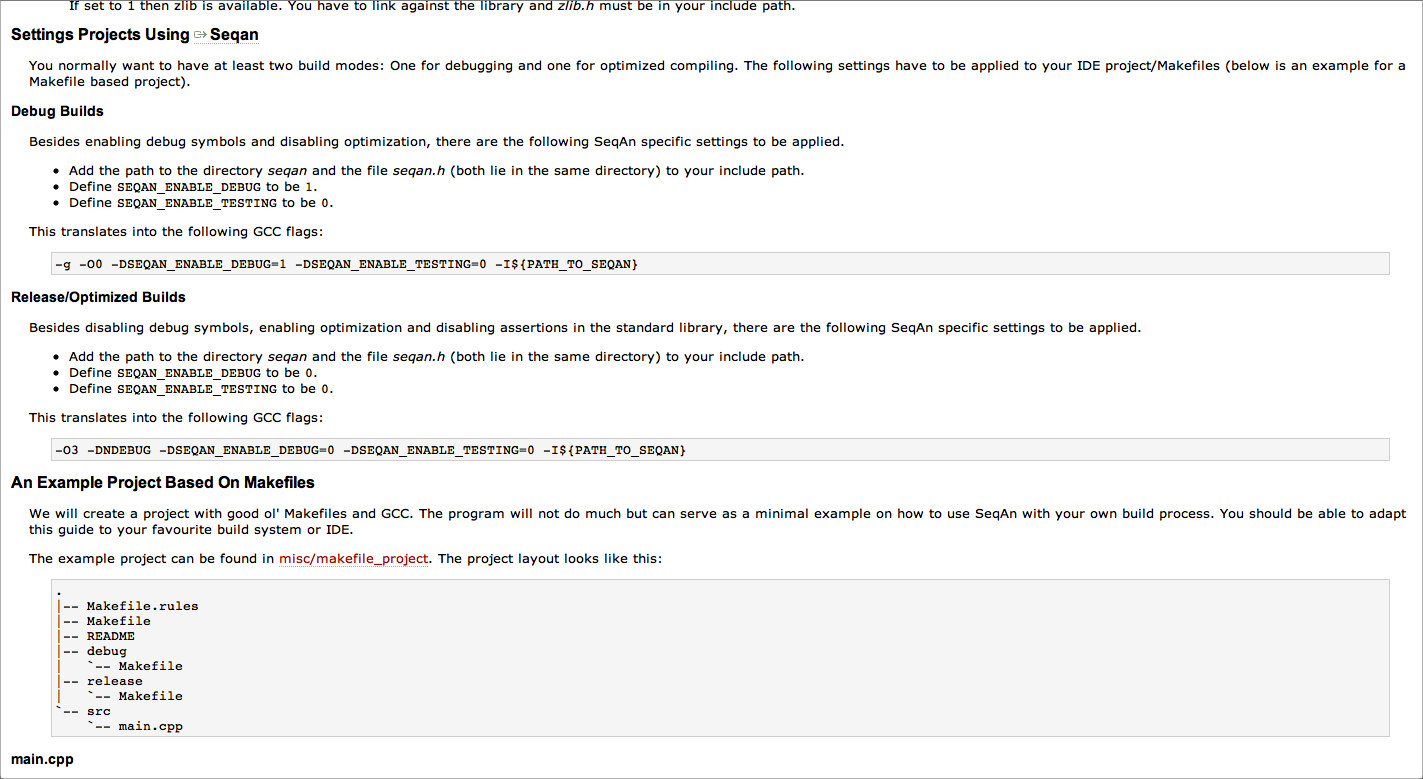 If set to 1 then zlib is available. You have to link against the library and zlib.h must be in your include path.
Settings Projects Using Seqan
You normally want to have at least two build modes: One for debugging and one for optimized compiling. The following settings have to be applied to your IDE project/Makefiles (below is an example for a
Makefile based project).
Debug Builds
Besides enabling debug symbols and disabling optimization, there are the following SeqAn specific settings to be applied.
• Add the path to the directory seqan and the file seqan.h (both lie in the same directory) to your include path.
• Define SEQAN_ENABLE_DEBUG to be 1.
• Define SEQAN_ENABLE_TESTING to be 0.
This translates into the following GCC flags:
-g -O0 -DSEQAN_ENABLE_DEBUG=1 -DSEQAN_ENABLE_TESTING=0 -I${PATH_TO_SEQAN}
Release/Optimized Builds
Besides disabling debug symbols, enabling optimization and disabling assertions in the standard library, there are the following SeqAn specific settings to be applied.
• Add the path to the directory seqan and the file seqan.h (both lie in the same directory) to your include path.
• Define SEQAN_ENABLE_DEBUG to be 0.
• Define SEQAN_ENABLE_TESTING to be 0.
This translates into the following GCC flags:
-O3 -DNDEBUG -DSEQAN_ENABLE_DEBUG=0 -DSEQAN_ENABLE_TESTING=0 -I${PATH_TO_SEQAN}
An Example Project Based On Makefiles
We will create a project with good ol' Makefiles and GCC. The program will not do much but can serve as a minimal example on how to use SeqAn with your own build process. You should be able to adapt
this guide to your favourite build system or IDE.
The example project can be found in misc/makefile_project. The project layout looks like this:
.
|-- Makefile.rules
|-- Makefile
|-- README
|-- debug
|   `-- Makefile
|-- release
|   `-- Makefile
`-- src
    `-- main.cpp
main.cpp